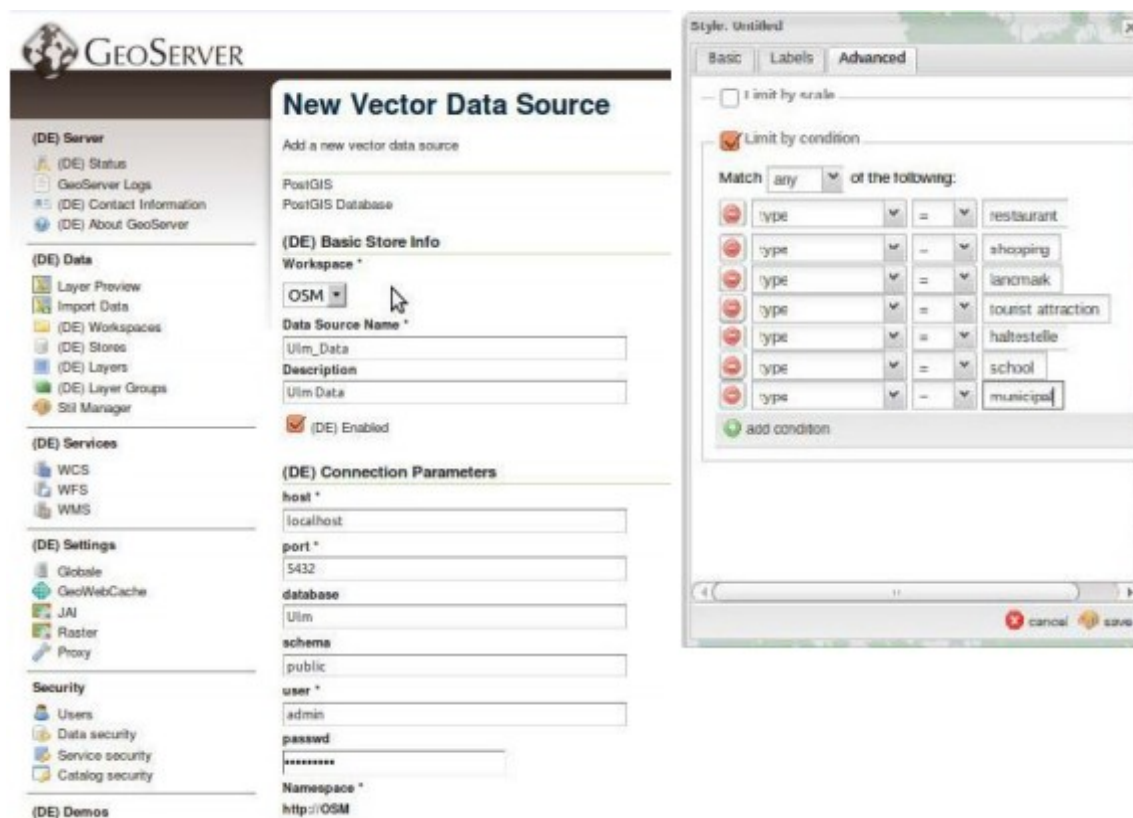 GEOSERVER
(DE) Server
(DE) Status
GeoServer Logs
(DE) Contact Information
(DE) About GeoServer
(DE) Data
Layer Preview
Import Data
(DE) Workspaces
(DE) Stores
(DE) Layers
(DE) Layer Groups
Stil Manager
(DE) Services
WCS
WFS
WMS
(DE) Settings
Globale
GeoWebCache
JAI
Raster
Proxy
Security
Users
Data security
Service security
Catalog security
(DE) Demos
New Vector Data Source
Add a new vector data source
PostGIS
PostGIS Database
(DE) Basic Store Info
Workspace *
OSM
Data Source Name *
Ulm_Data
Description
Ulm Data
(DE) Enabled
(DE) Connection Parameters
host *
localhost
port *
5432
database
Ulm
schema
public
user *
admin
passwd
•••••••••
Namespace *
http://OSM
Style: Untitled
Basic Labels Advanced
Limit by scale
Limit by condition
Match any of the following:
type = restaurant
type = shopping
type = landmark
type = tourist attraction
type = haltestelle
type = school
type = municipal
add condition
cancel save